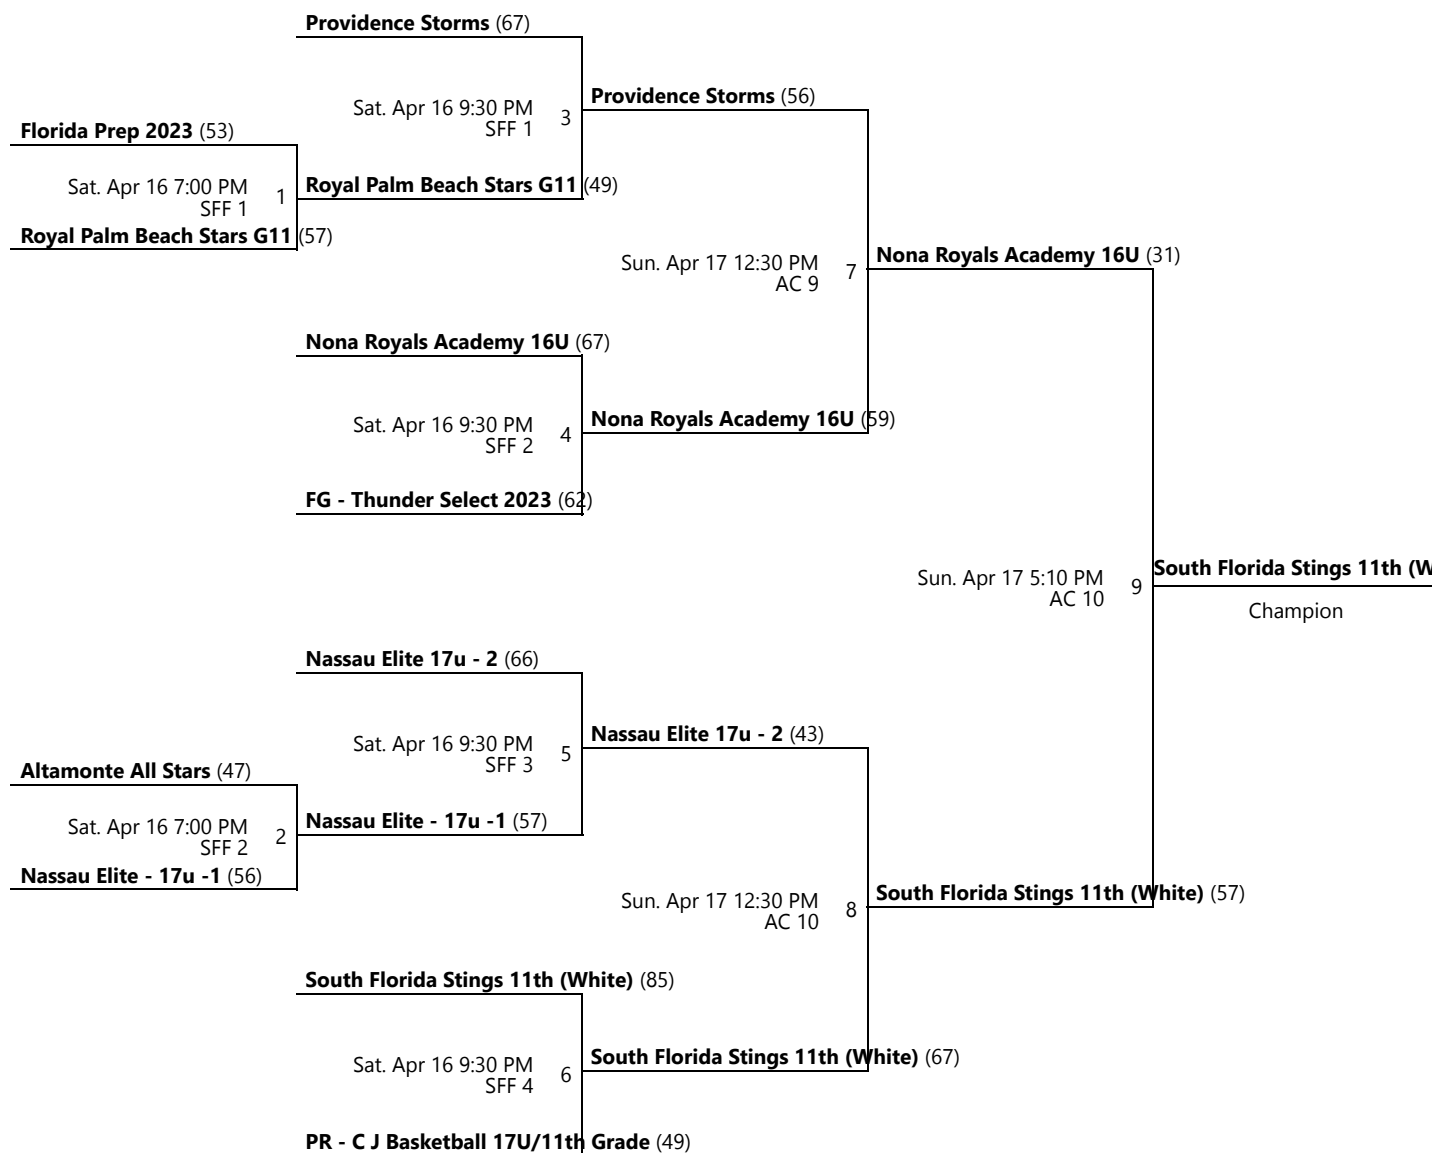 Providence Storms (67)
Sat. Apr 16 9:30 PM
SFF 1
3
Providence Storms (56)
Florida Prep 2023 (53)
Sat. Apr 16 7:00 PM
SFF 1
1
Royal Palm Beach Stars G11 (49)
Royal Palm Beach Stars G11 (57)
Sun. Apr 17 12:30 PM
AC 9
7
Nona Royals Academy 16U (31)
Nona Royals Academy 16U (67)
Sat. Apr 16 9:30 PM
SFF 2
4
Nona Royals Academy 16U (59)
FG - Thunder Select 2023 (62)
Sun. Apr 17 5:10 PM
AC 10
9
South Florida Stings 11th (W
Champion
Nassau Elite 17u - 2 (66)
Sat. Apr 16 9:30 PM
SFF 3
5
Nassau Elite 17u - 2 (43)
Altamonte All Stars (47)
Sat. Apr 16 7:00 PM
SFF 2
2
Nassau Elite - 17u -1 (57)
Nassau Elite - 17u -1 (56)
Sun. Apr 17 12:30 PM
AC 10
8
South Florida Stings 11th (White) (57)
South Florida Stings 11th (White) (85)
Sat. Apr 16 9:30 PM
SFF 4
6
South Florida Stings 11th (White) (67)
PR - C J Basketball 17U/11th Grade (49)